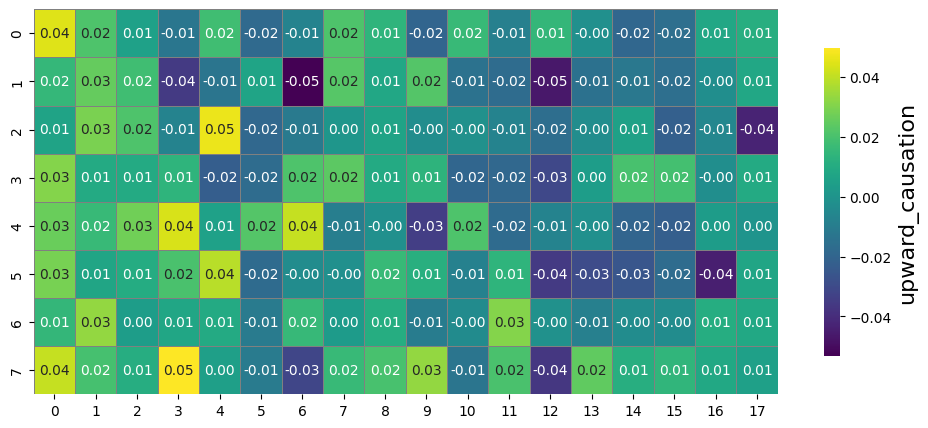 0 0.04 0.02 0.01 -0.01 0.02 -0.02 -0.01 0.02 0.01 -0.02 0.02 -0.01 0.01 -0.00 -0.02 -0.02 0.01 0.01
1 0.02 0.03 0.02 -0.04 -0.01 0.01 -0.05 0.02 0.01 0.02 -0.01 -0.02 -0.05 -0.01 -0.01 -0.02 -0.00 0.01
2 0.01 0.03 0.02 -0.01 0.05 -0.02 -0.01 0.00 0.01 -0.00 -0.00 -0.01 -0.02 -0.00 0.01 -0.02 -0.01 -0.04
3 0.03 0.01 0.01 0.01 -0.02 -0.02 0.02 0.02 0.01 0.01 -0.02 -0.02 -0.03 0.00 0.02 0.02 -0.00 0.01
4 0.03 0.02 0.03 0.04 0.01 0.02 0.04 -0.01 -0.00 -0.03 0.02 -0.02 -0.01 -0.00 -0.02 -0.02 0.00 0.00
5 0.03 0.01 0.01 0.02 0.04 -0.02 -0.00 -0.00 0.02 0.01 -0.01 0.01 -0.04 -0.03 -0.03 -0.02 -0.04 0.01
6 0.01 0.03 0.00 0.01 0.01 -0.01 0.02 0.00 0.01 -0.01 -0.00 0.03 -0.00 -0.01 -0.00 -0.00 0.01 0.01
7 0.04 0.02 0.01 0.05 0.00 -0.01 -0.03 0.02 0.02 0.03 -0.01 0.02 -0.04 0.02 0.01 0.01 0.01 0.01
0 1 2 3 4 5 6 7 8 9 10 11 12 13 14 15 16 17
0.04
0.02
0.00
−0.02
−0.04
upward_causation